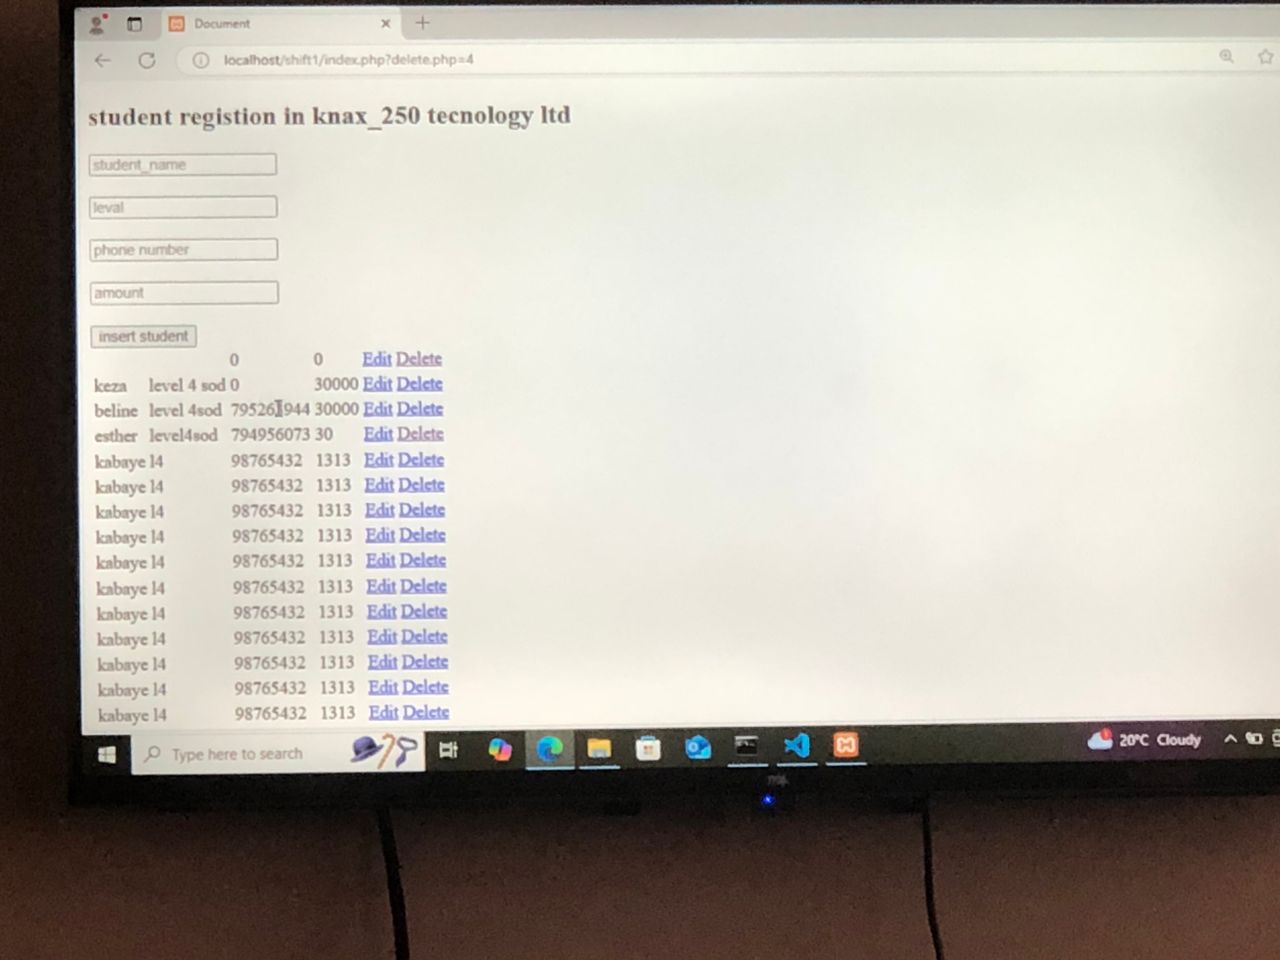 Document
localhost/shift1/index.php?delete.php=4
student registion in knax_250 tecnology ltd
student_name
leval
phone number
amount
insert student
0 0 Edit Delete
keza level 4 sod 0 30000 Edit Delete
beline level 4sod 795261944 30000 Edit Delete
esther level4sod 794956073 30 Edit Delete
kabaye l4 98765432 1313 Edit Delete
kabaye l4 98765432 1313 Edit Delete
kabaye l4 98765432 1313 Edit Delete
kabaye l4 98765432 1313 Edit Delete
kabaye l4 98765432 1313 Edit Delete
kabaye l4 98765432 1313 Edit Delete
kabaye l4 98765432 1313 Edit Delete
kabaye l4 98765432 1313 Edit Delete
kabaye l4 98765432 1313 Edit Delete
kabaye l4 98765432 1313 Edit Delete
kabaye l4 98765432 1313 Edit Delete
Type here to search
20°C Cloudy